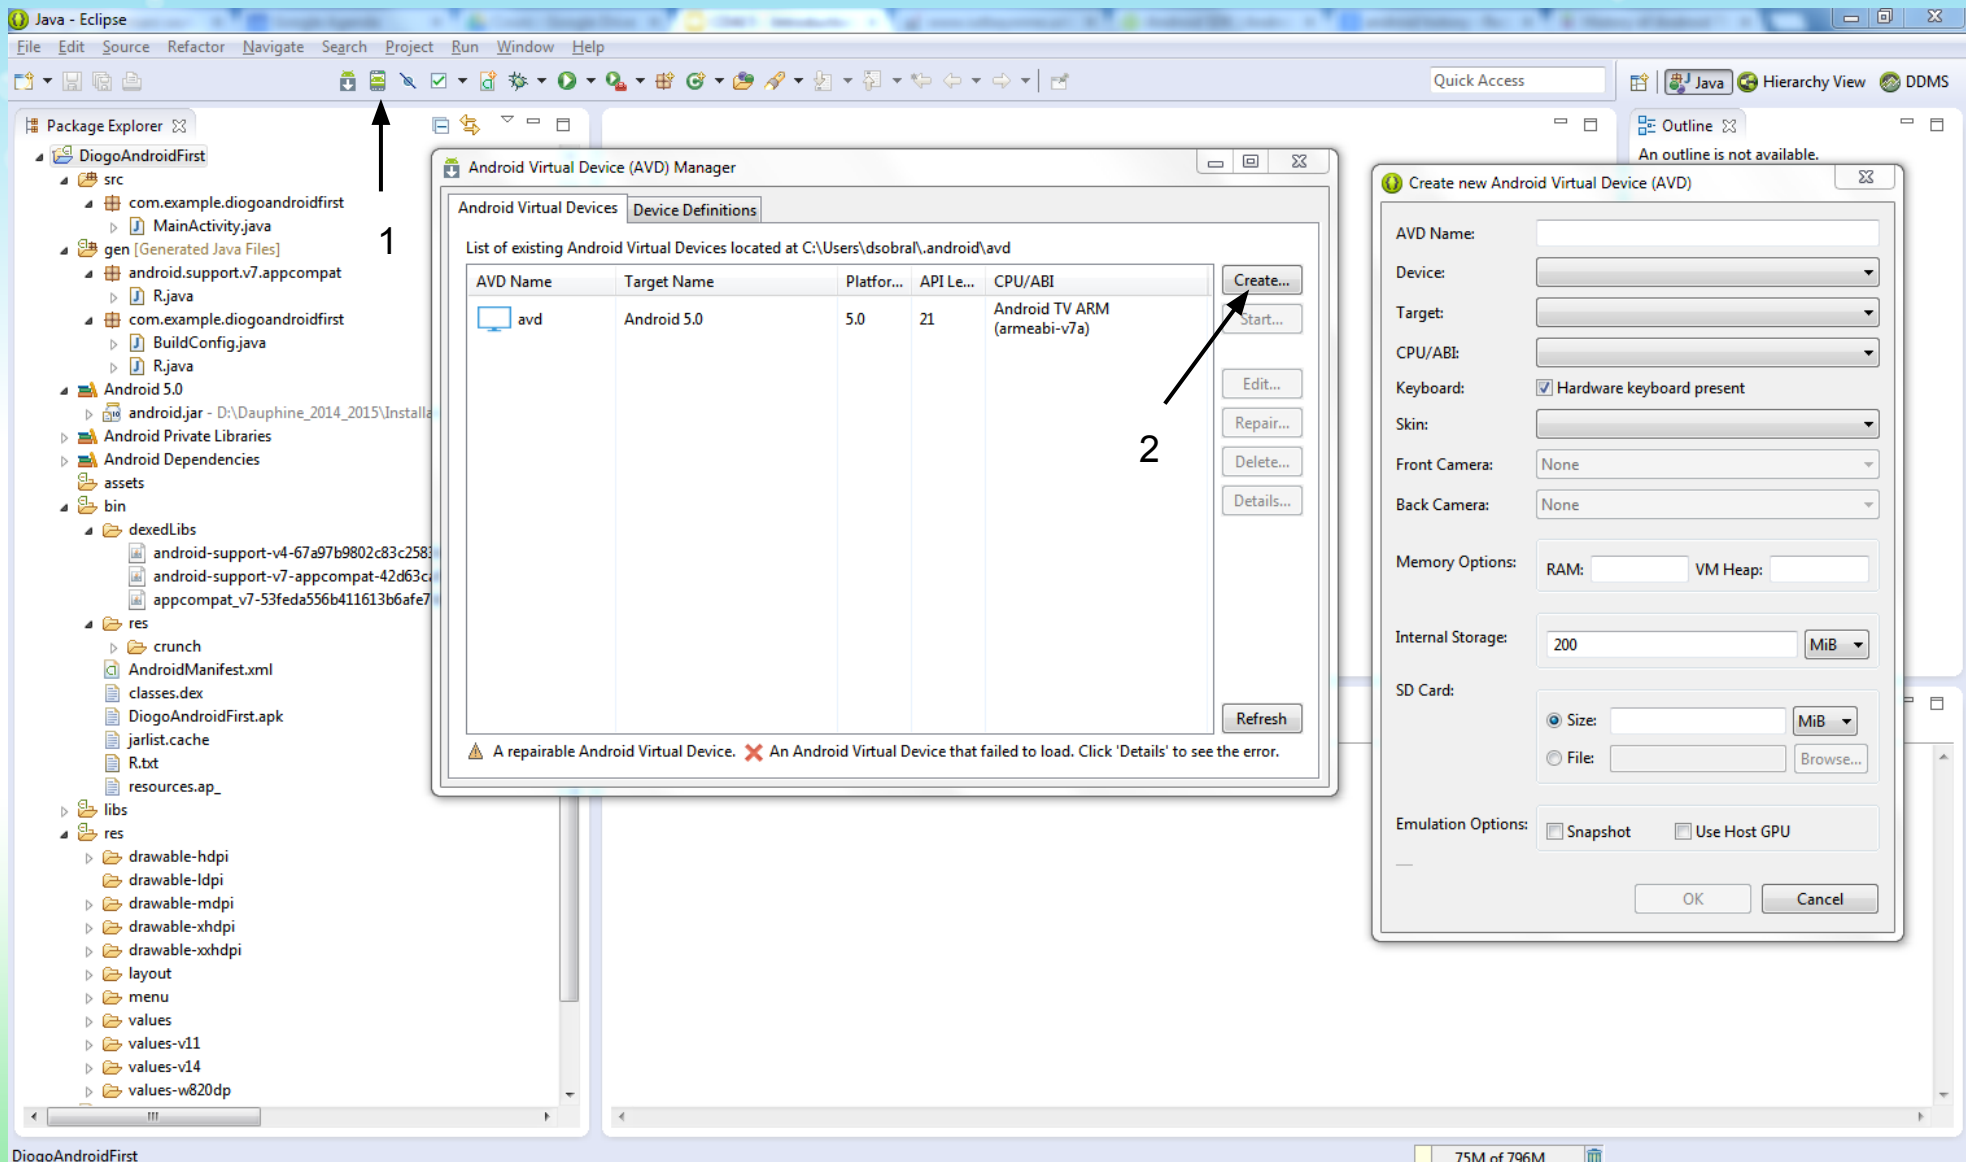 Java - Eclipse
File Edit Source Refactor Navigate Search Project Run Window Help
Quick Access
Java Hierarchy View DDMS
Package Explorer
DiogoAndroidFirst
src
com.example.diogoandroidfirst
MainActivity.java
gen [Generated Java Files]
android.support.v7.appcompat
R.java
com.example.diogoandroidfirst
BuildConfig.java
R.java
Android 5.0
android.jar - D:\Dauphine_2014_2015\Installa
Android Private Libraries
Android Dependencies
assets
bin
dexedLibs
android-support-v4-67a97b9802c83c2583
android-support-v7-appcompat-42d63c
appcompat_v7-53feda556b411613b6afe7
res
crunch
AndroidManifest.xml
classes.dex
DiogoAndroidFirst.apk
jarlist.cache
R.txt
resources.ap_
libs
res
drawable-hdpi
drawable-ldpi
drawable-mdpi
drawable-xhdpi
drawable-xxhdpi
layout
menu
values
values-v11
values-v14
values-w820dp
1
Android Virtual Device (AVD) Manager
Android Virtual Devices Device Definitions
List of existing Android Virtual Devices located at C:\Users\dsobral\.android\avd
AVD Name Target Name Platfor... API Le... CPU/ABI
avd Android 5.0 5.0 21 Android TV ARM
(armeabi-v7a)
Create...
Start...
Edit...
Repair...
Delete...
Details...
Refresh
2
A repairable Android Virtual Device. An Android Virtual Device that failed to load. Click 'Details' to see the error.
Outline
An outline is not available.
Create new Android Virtual Device (AVD)
AVD Name:
Device:
Target:
CPU/ABI:
Keyboard: Hardware keyboard present
Skin:
Front Camera: None
Back Camera: None
Memory Options: RAM: VM Heap:
Internal Storage: 200 MiB
SD Card:
Size: MiB
File: Browse...
Emulation Options: Snapshot Use Host GPU
OK Cancel
DiogoAndroidFirst
75M of 796M